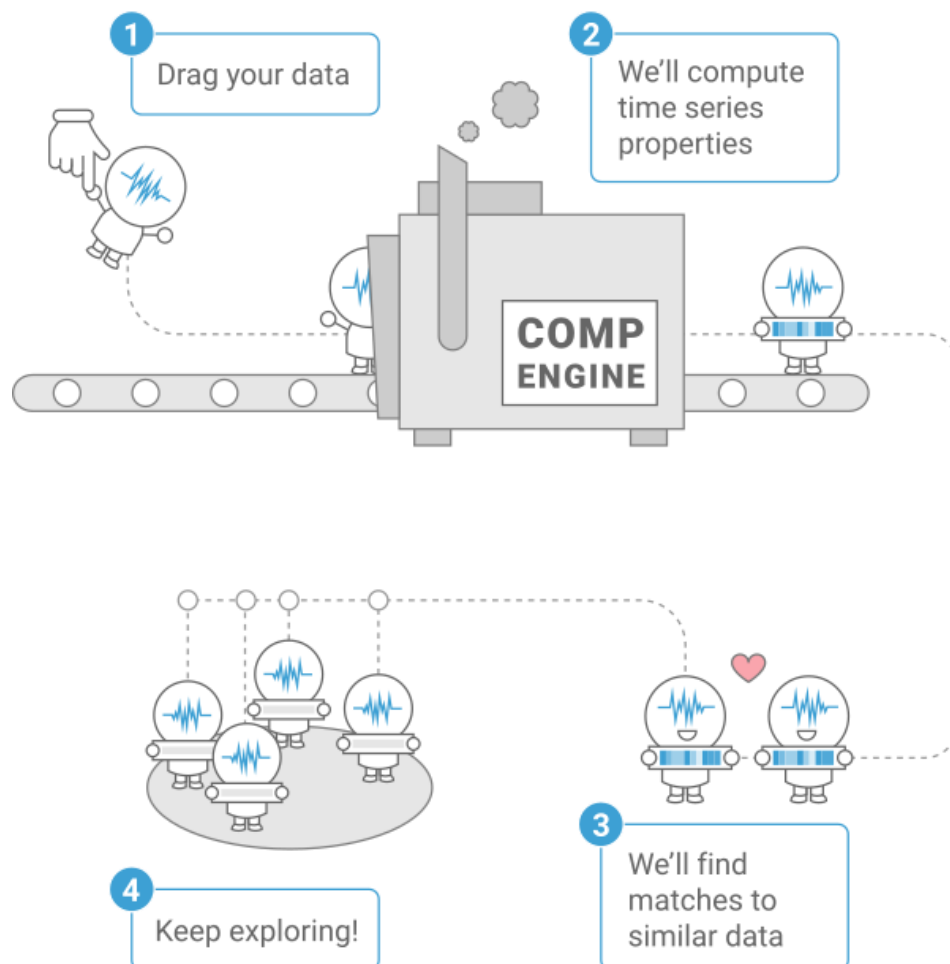 1
Drag your data
2
We'll compute
time series
properties
COMP
ENGINE
3
We'll find
matches to
similar data
4
Keep exploring!